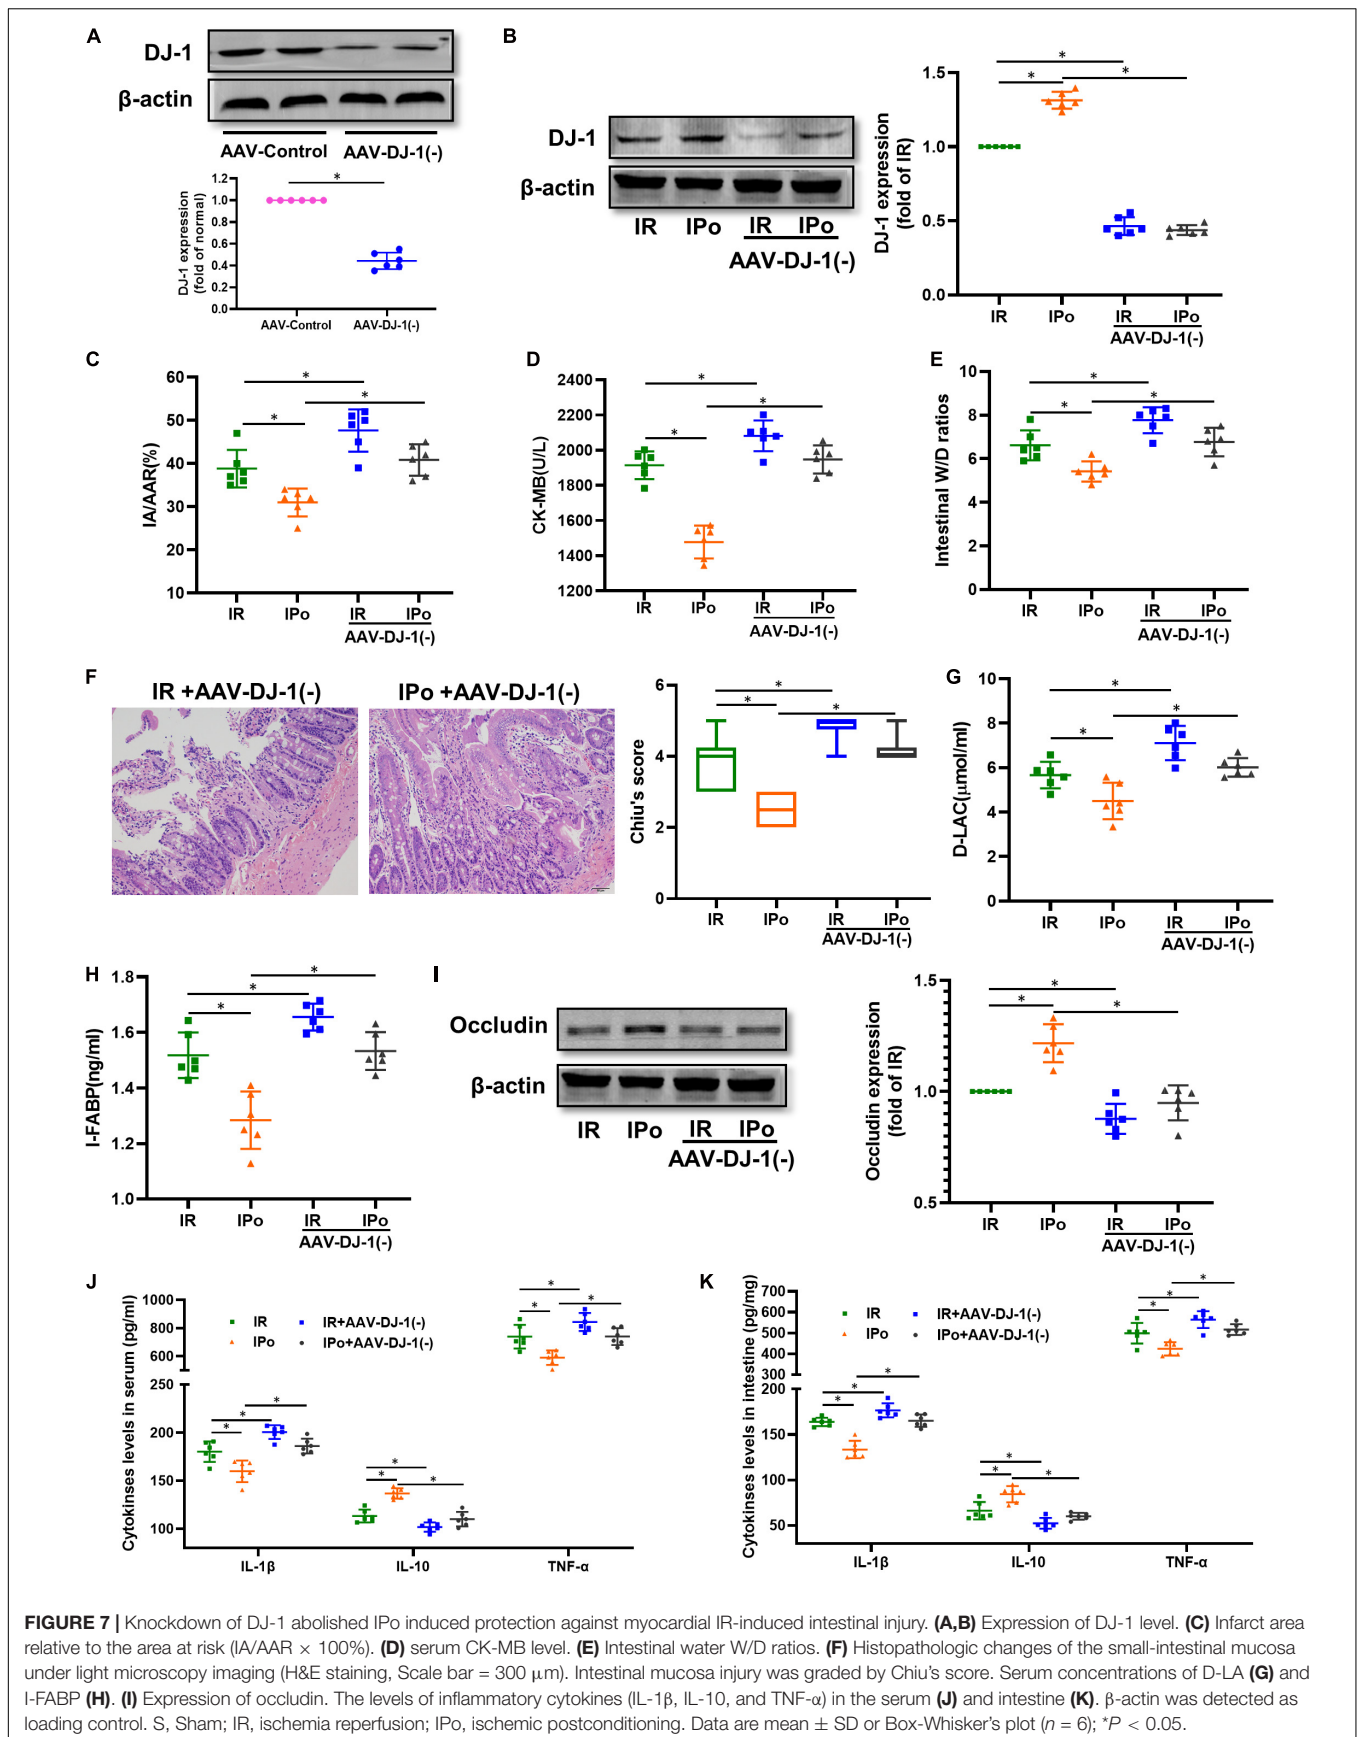 A
DJ-1
β-actin
AAV-Control AAV-DJ-1(-)
DJ-1 expression
(fold of normal)
1.2
1.0
0.8
0.6
0.4
0.2
0.0
*
AAV-Control AAV-DJ-1(-)
B
DJ-1
β-actin
IR IPo IR IPo
AAV-DJ-1(-)
DJ-1 expression
(fold of IR)
1.5
1.0
0.5
0.0
*
* *
IR IPo IR IPo
AAV-DJ-1(-)
C
IA/AAR(%)
60
50
40
30
20
10
*
*
*
IR IPo IR IPo
AAV-DJ-1(-)
D
CK-MB(U/L)
2400
2200
2000
1800
1600
1400
1200
*
*
*
IR IPo IR IPo
AAV-DJ-1(-)
E
Intestinal W/D ratios
10
8
6
4
2
0
*
*
*
IR IPo IR IPo
AAV-DJ-1(-)
F
IR +AAV-DJ-1(-) IPo +AAV-DJ-1(-)
Chiu's score
6
4
2
0
*
*
*
IR IPo IR IPo
AAV-DJ-1(-)
G
D-LAC(μmol/ml)
10
8
6
4
2
0
*
*
*
IR IPo IR IPo
AAV-DJ-1(-)
H
I-FABP(ng/ml)
1.8
1.6
1.4
1.2
1.0
*
*
*
IR IPo IR IPo
AAV-DJ-1(-)
I
Occludin
β-actin
IR IPo IR IPo
AAV-DJ-1(-)
Occludin expression
(fold of IR)
1.5
1.0
0.5
*
*
*
IR IPo IR IPo
AAV-DJ-1(-)
J
Cytokinses levels in serum (pg/ml)
1000
800
600
250
200
150
100
IR IR+AAV-DJ-1(-)
IPo IPo+AAV-DJ-1(-)
*
* *
*
* *
*
* *
IL-1β IL-10 TNF-α
K
Cytokinses levels in intestine (pg/mg)
700
600
500
400
300
200
150
100
50
IR IR+AAV-DJ-1(-)
IPo IPo+AAV-DJ-1(-)
*
*
*
*
* *
*
*
*
IL-1β IL-10 TNF-α
FIGURE 7 | Knockdown of DJ-1 abolished IPo induced protection against myocardial IR-induced intestinal injury. (A,B) Expression of DJ-1 level. (C) Infarct area
relative to the area at risk (IA/AAR × 100%). (D) serum CK-MB level. (E) Intestinal water W/D ratios. (F) Histopathologic changes of the small-intestinal mucosa
under light microscopy imaging (H&E staining, Scale bar = 300 μm). Intestinal mucosa injury was graded by Chiu's score. Serum concentrations of D-LA (G) and
I-FABP (H). (I) Expression of occludin. The levels of inflammatory cytokines (IL-1β, IL-10, and TNF-α) in the serum (J) and intestine (K). β-actin was detected as
loading control. S, Sham; IR, ischemia reperfusion; IPo, ischemic postconditioning. Data are mean ± SD or Box-Whisker's plot (n = 6); *P < 0.05.